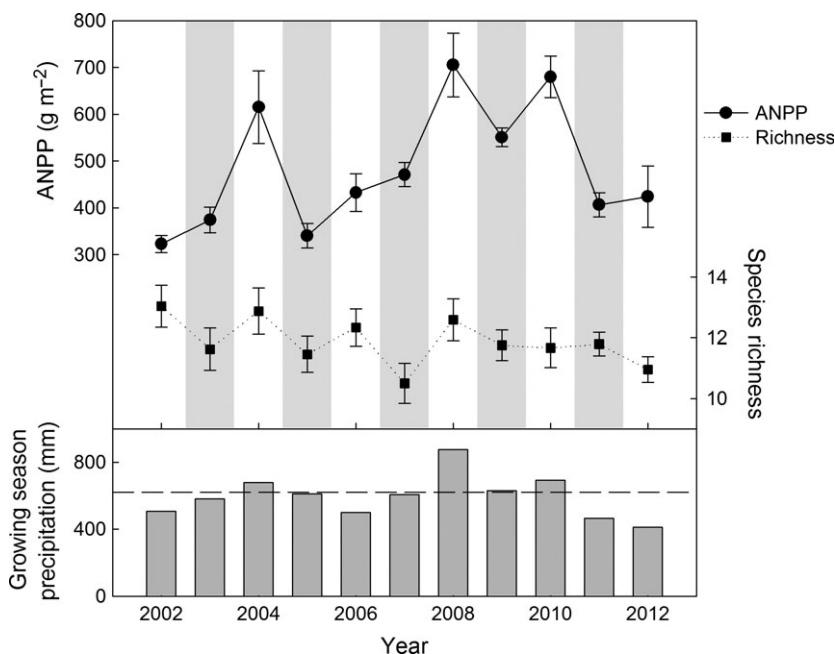 800
700
600
500
400
300
ANPP (g m⁻²)
ANPP
Richness
14
12
10
Species richness
800
400
0
Growing season
precipitation (mm)
2002 2004 2006 2008 2010 2012
Year